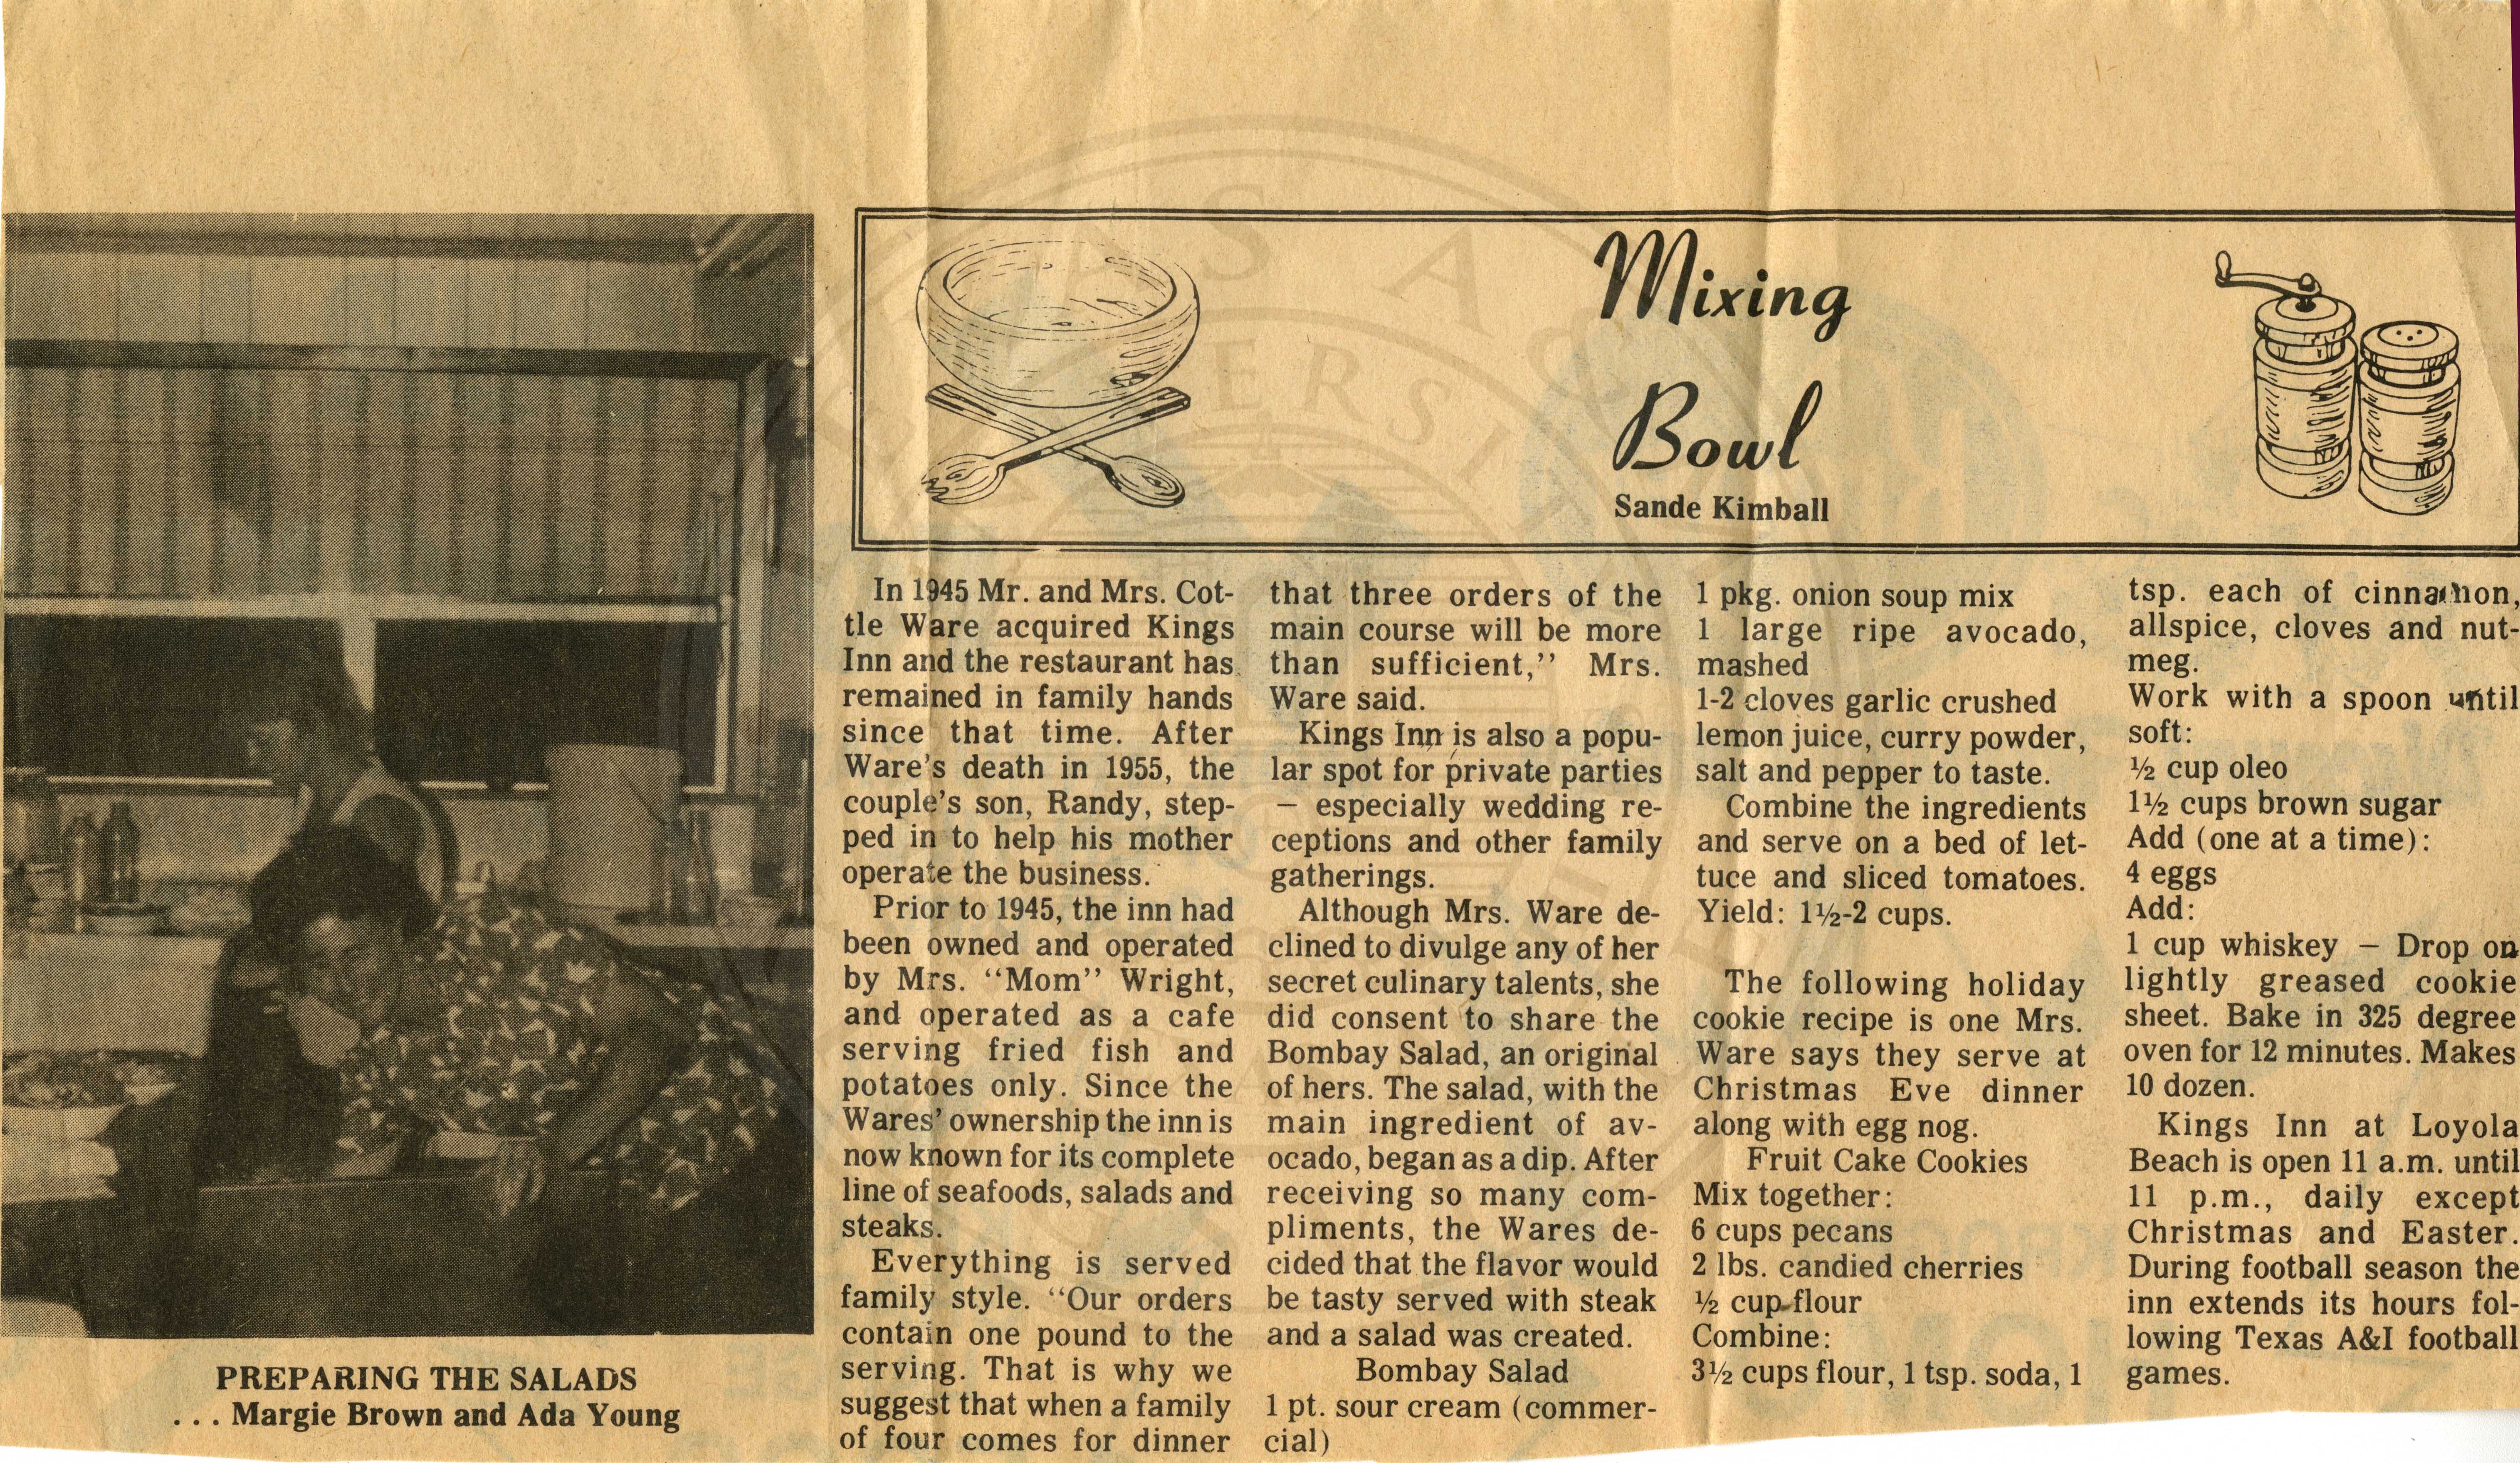 Mixing
Bowl
Sande Kimball
PREPARING THE SALADS
. . . Margie Brown and Ada Young
In 1945 Mr. and Mrs. Cot-
tle Ware acquired Kings
Inn and the restaurant has
remained in family hands
since that time. After
Ware's death in 1955, the
couple's son, Randy, step-
ped in to help his mother
operate the business.
Prior to 1945, the inn had
been owned and operated
by Mrs. "Mom" Wright,
and operated as a cafe
serving fried fish and
potatoes only. Since the
Wares' ownership the inn is
now known for its complete
line of seafoods, salads and
steaks.
Everything is served
family style. "Our orders
contain one pound to the
serving. That is why we
suggest that when a family
of four comes for dinner
that three orders of the
main course will be more
than sufficient," Mrs.
Ware said.
Kings Inn is also a popu-
lar spot for private parties
— especially wedding re-
ceptions and other family
gatherings.
Although Mrs. Ware de-
clined to divulge any of her
secret culinary talents, she
did consent to share the
Bombay Salad, an original
of hers. The salad, with the
main ingredient of av-
ocado, began as a dip. After
receiving so many com-
pliments, the Wares de-
cided that the flavor would
be tasty served with steak
and a salad was created.
Bombay Salad
1 pt. sour cream (commer-
cial)
1 pkg. onion soup mix
1 large ripe avocado,
mashed
1-2 cloves garlic crushed
lemon juice, curry powder,
salt and pepper to taste.
Combine the ingredients
and serve on a bed of let-
tuce and sliced tomatoes.
Yield: 1½-2 cups.
The following holiday
cookie recipe is one Mrs.
Ware says they serve at
Christmas Eve dinner
along with egg nog.
Fruit Cake Cookies
Mix together:
6 cups pecans
2 lbs. candied cherries
½ cup flour
Combine:
3½ cups flour, 1 tsp. soda, 1
tsp. each of cinnamon,
allspice, cloves and nut-
meg.
Work with a spoon until
soft:
½ cup oleo
1½ cups brown sugar
Add (one at a time):
4 eggs
Add:
1 cup whiskey — Drop on
lightly greased cookie
sheet. Bake in 325 degree
oven for 12 minutes. Makes
10 dozen.
Kings Inn at Loyola
Beach is open 11 a.m. until
11 p.m., daily except
Christmas and Easter.
During football season the
inn extends its hours fol-
lowing Texas A&I football
games.